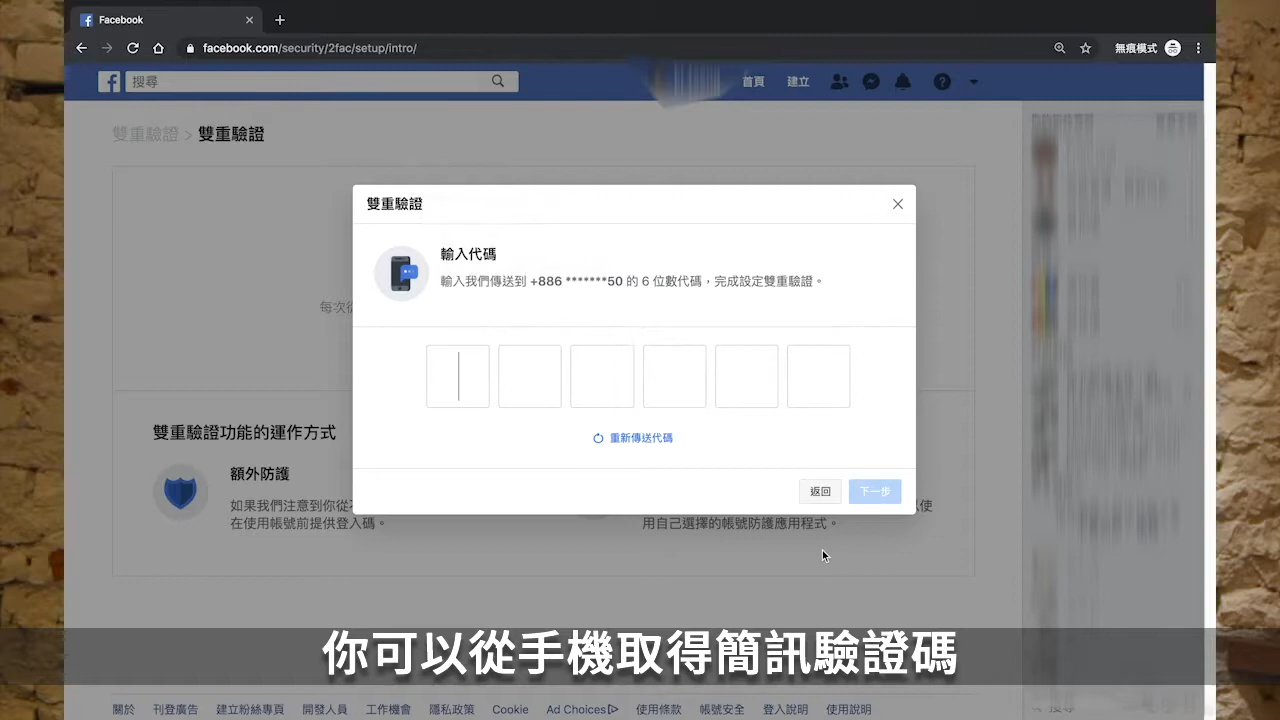 Facebook
facebook.com/security/2fac/setup/intro/
無痕模式
搜尋
首頁
建立
雙重驗證 > 雙重驗證
雙重驗證
輸入代碼
輸入我們傳送到 +886 *******50 的 6 位數代碼，完成設定雙重驗證。
每次
重新傳送代碼
返回
下一步
雙重驗證功能的運作方式
額外防護
如果我們注意到你從
在使用帳號前提供登入碼。
使
用自己選擇的帳號防護應用程式。
你可以從手機取得簡訊驗證碼
關於 刊登廣告 建立粉絲專頁 開發人員 工作機會 隱私政策 Cookie Ad Choices 使用條款 帳號安全 登入說明 使用說明
搜尋